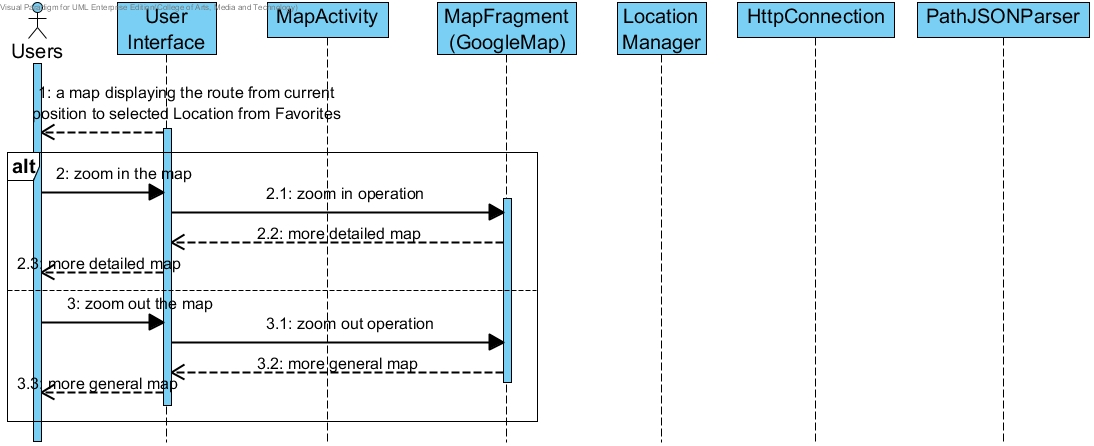 Visual Paradigm for UML Enterprise Edition(College of Arts, Media and Technology)
Users
User
Interface
MapActivity
MapFragment
(GoogleMap)
Location
Manager
HttpConnection
PathJSONParser
1: a map displaying the route from current
position to selected Location from Favorites
alt
2: zoom in the map
2.1: zoom in operation
2.2: more detailed map
2.3: more detailed map
3: zoom out the map
3.1: zoom out operation
3.2: more general map
3.3: more general map